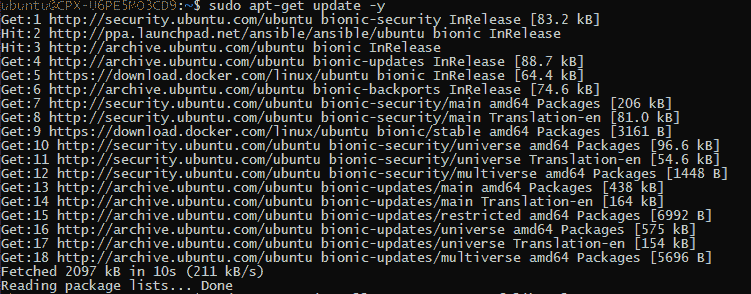 ubuntu@CPX-U6PE5MO3CD9:~$ sudo apt-get update -y
Get:1 http://security.ubuntu.com/ubuntu bionic-security InRelease [83.2 kB]
Hit:2 http://ppa.launchpad.net/ansible/ansible/ubuntu bionic InRelease
Hit:3 http://archive.ubuntu.com/ubuntu bionic InRelease
Get:4 http://archive.ubuntu.com/ubuntu bionic-updates InRelease [88.7 kB]
Get:5 https://download.docker.com/linux/ubuntu bionic InRelease [64.4 kB]
Get:6 http://archive.ubuntu.com/ubuntu bionic-backports InRelease [74.6 kB]
Get:7 http://security.ubuntu.com/ubuntu bionic-security/main amd64 Packages [206 kB]
Get:8 http://security.ubuntu.com/ubuntu bionic-security/main Translation-en [81.0 kB]
Get:9 https://download.docker.com/linux/ubuntu bionic/stable amd64 Packages [3161 B]
Get:10 http://security.ubuntu.com/ubuntu bionic-security/universe amd64 Packages [96.6 kB]
Get:11 http://security.ubuntu.com/ubuntu bionic-security/universe Translation-en [54.6 kB]
Get:12 http://security.ubuntu.com/ubuntu bionic-security/multiverse amd64 Packages [1448 B]
Get:13 http://archive.ubuntu.com/ubuntu bionic-updates/main amd64 Packages [438 kB]
Get:14 http://archive.ubuntu.com/ubuntu bionic-updates/main Translation-en [164 kB]
Get:15 http://archive.ubuntu.com/ubuntu bionic-updates/restricted amd64 Packages [6992 B]
Get:16 http://archive.ubuntu.com/ubuntu bionic-updates/universe amd64 Packages [575 kB]
Get:17 http://archive.ubuntu.com/ubuntu bionic-updates/universe Translation-en [154 kB]
Get:18 http://archive.ubuntu.com/ubuntu bionic-updates/multiverse amd64 Packages [5696 B]
Fetched 2097 kB in 10s (211 kB/s)
Reading package lists... Done